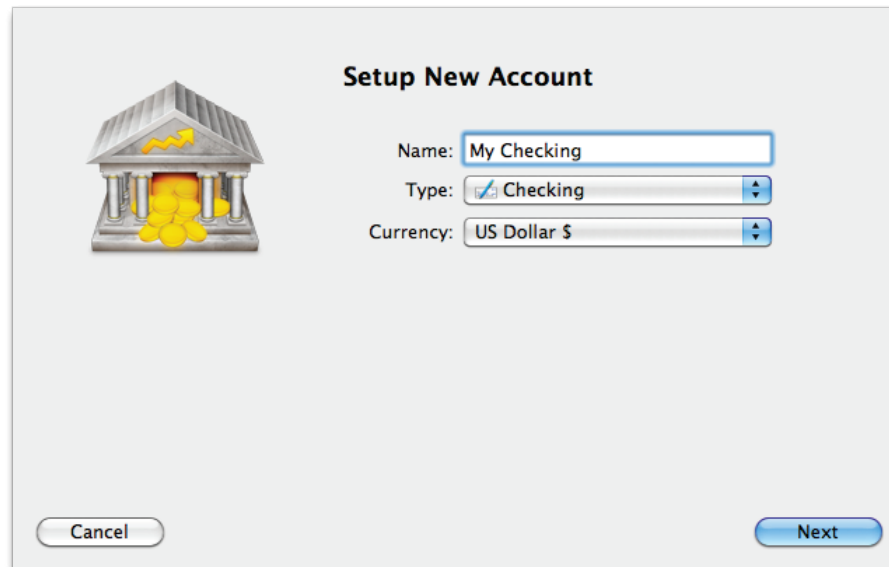 Setup New Account
Name: My Checking
Type: Checking
Currency: US Dollar $
Cancel Next